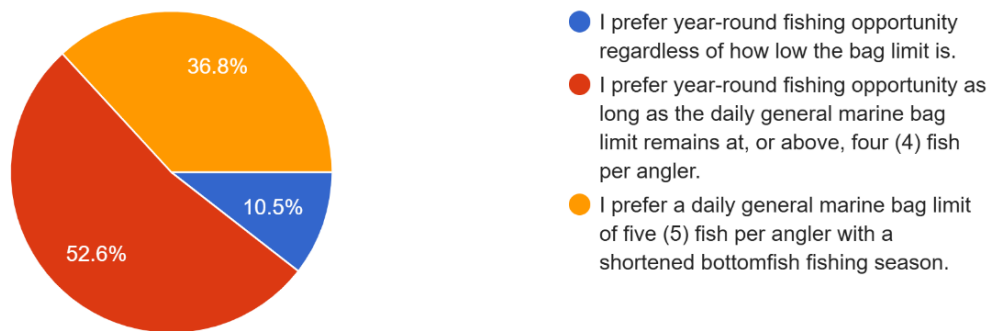 36.8%
10.5%
52.6%
I prefer year-round fishing opportunity
regardless of how low the bag limit is.
I prefer year-round fishing opportunity as
long as the daily general marine bag
limit remains at, or above, four (4) fish
per angler.
I prefer a daily general marine bag limit
of five (5) fish per angler with a
shortened bottomfish fishing season.